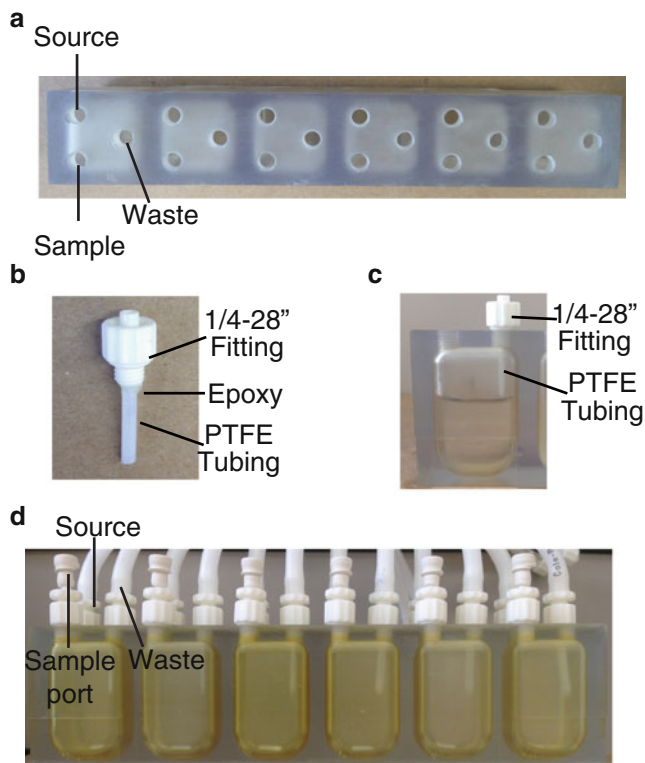 a
Source
Waste
Sample
b
1/4-28”
Fitting
Epoxy
PTFE
Tubing
c
1/4-28”
Fitting
PTFE
Tubing
d
Source
Sample
port
Waste
Cole-